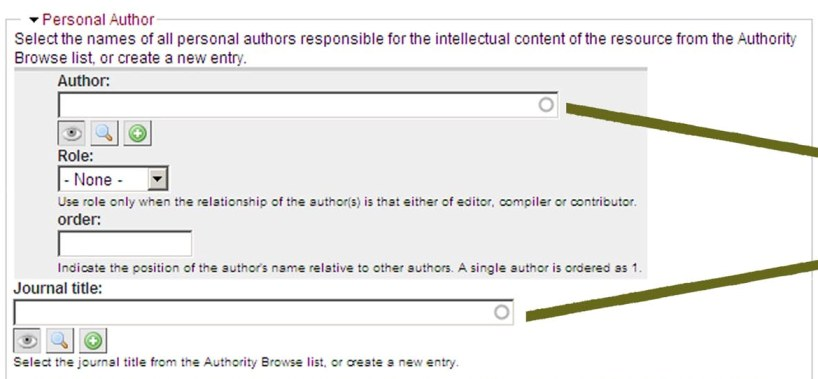 Personal Author
Select the names of all personal authors responsible for the intellectual content of the resource from the Authority
Browse list, or create a new entry.
Author:
Role:
- None -
Use role only when the relationship of the author(s) is that either of editor, compiler or contributor.
order:
Indicate the position of the author's name relative to other authors. A single author is ordered as 1.
Journal title:
Select the journal title from the Authority Browse list, or create a new entry.